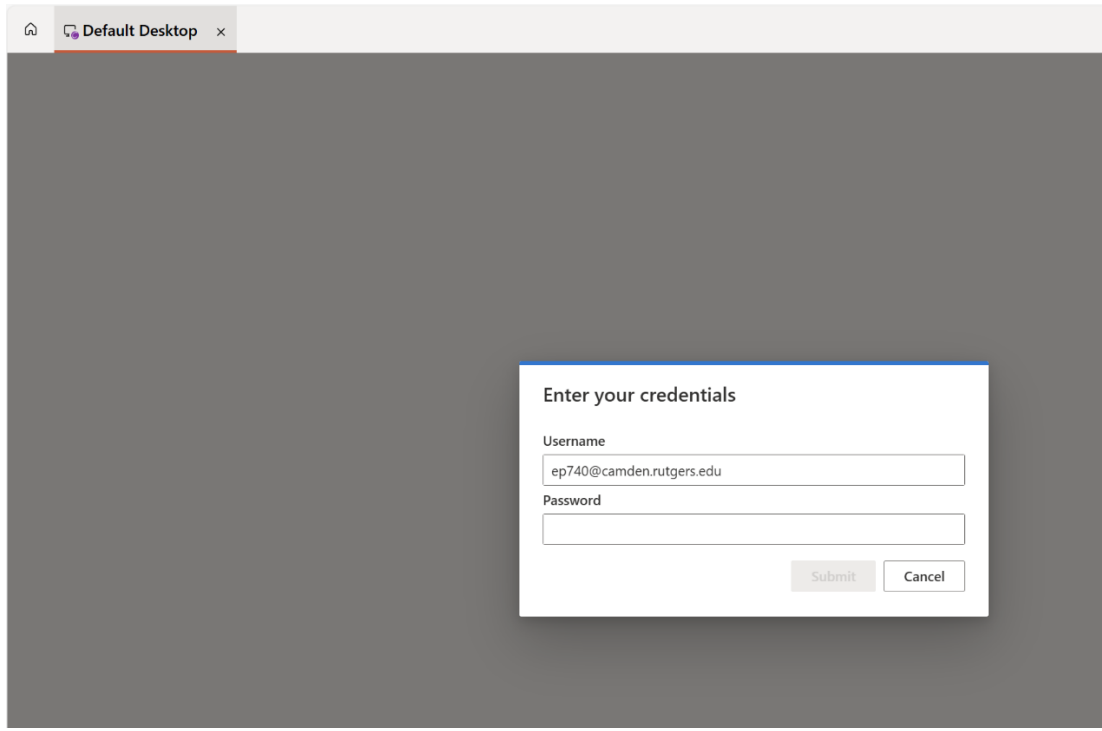 Default Desktop
Enter your credentials
Username
ep740@camden.rutgers.edu
Password
Submit Cancel